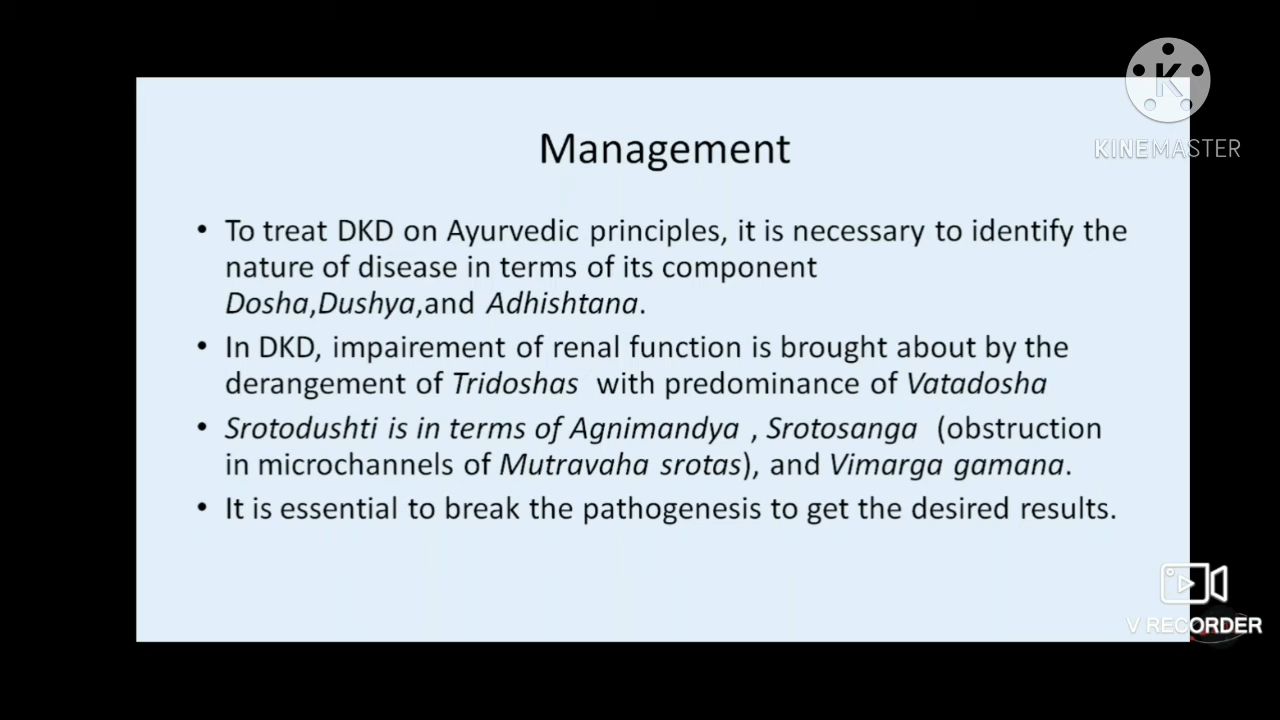 Management
• To treat DKD on Ayurvedic principles, it is necessary to identify the
nature of disease in terms of its component
Dosha,Dushya,and Adhishtana.
• In DKD, impairement of renal function is brought about by the
derangement of Tridoshas with predominance of Vatadosha
• Srotodushti is in terms of Agnimandya , Srotosanga (obstruction
in microchannels of Mutravaha srotas), and Vimarga gamana.
• It is essential to break the pathogenesis to get the desired results.
K
KINEMASTER
V RECORDER